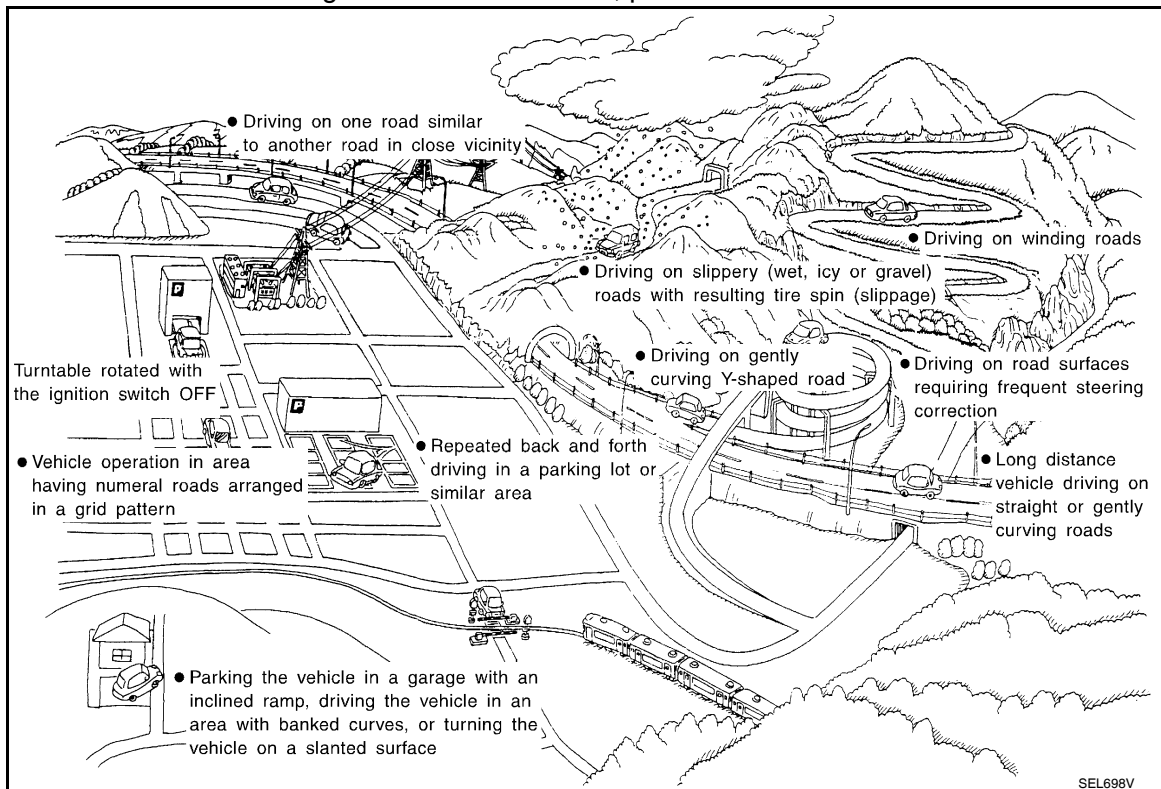 ● Driving on one road similar
to another road in close vicinity
● Driving on winding roads
● Driving on slippery (wet, icy or gravel)
roads with resulting tire spin (slippage)
Turntable rotated with
the ignition switch OFF
● Driving on gently
curving Y-shaped road
● Driving on road surfaces
requiring frequent steering
correction
● Vehicle operation in area
having numeral roads arranged
in a grid pattern
● Repeated back and forth
driving in a parking lot or
similar area
● Long distance
vehicle driving on
straight or gently
curving roads
● Parking the vehicle in a garage with an
inclined ramp, driving the vehicle in an
area with banked curves, or turning the
vehicle on a slanted surface
P
P
SEL698V